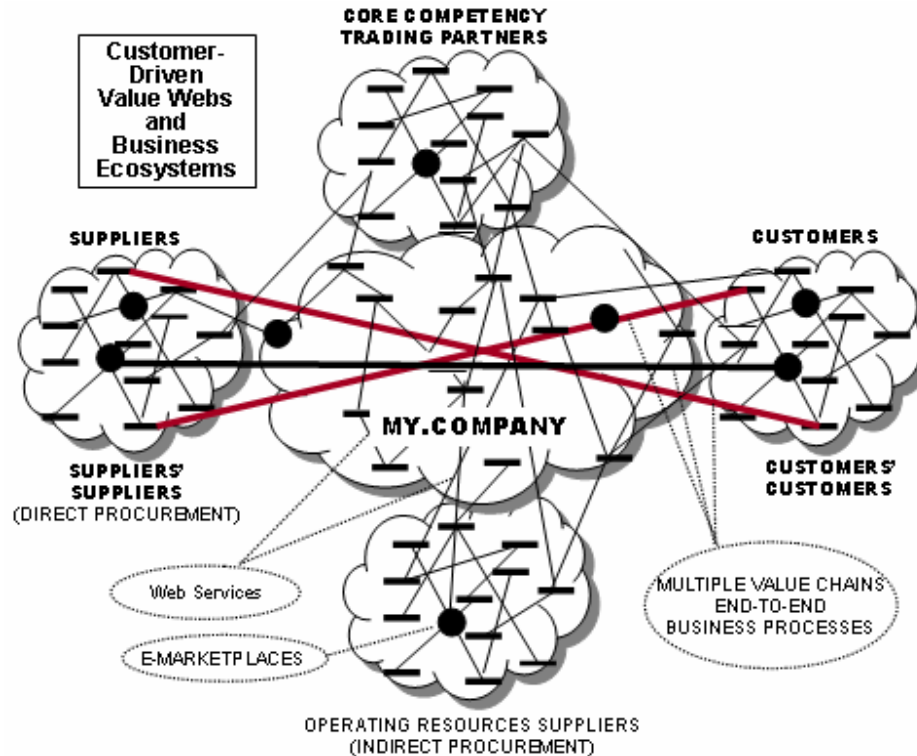 CORE COMPETENCY
TRADING PARTNERS
Customer-
Driven
Value Webs
and
Business
Ecosystems
SUPPLIERS
CUSTOMERS
MY.COMPANY
SUPPLIERS'
SUPPLIERS
(DIRECT PROCUREMENT)
CUSTOMERS'
CUSTOMERS
Web Services
E-MARKETPLACES
MULTIPLE VALUE CHAINS
END-TO-END
BUSINESS PROCESSES
OPERATING RESOURCES SUPPLIERS
(INDIRECT PROCUREMENT)